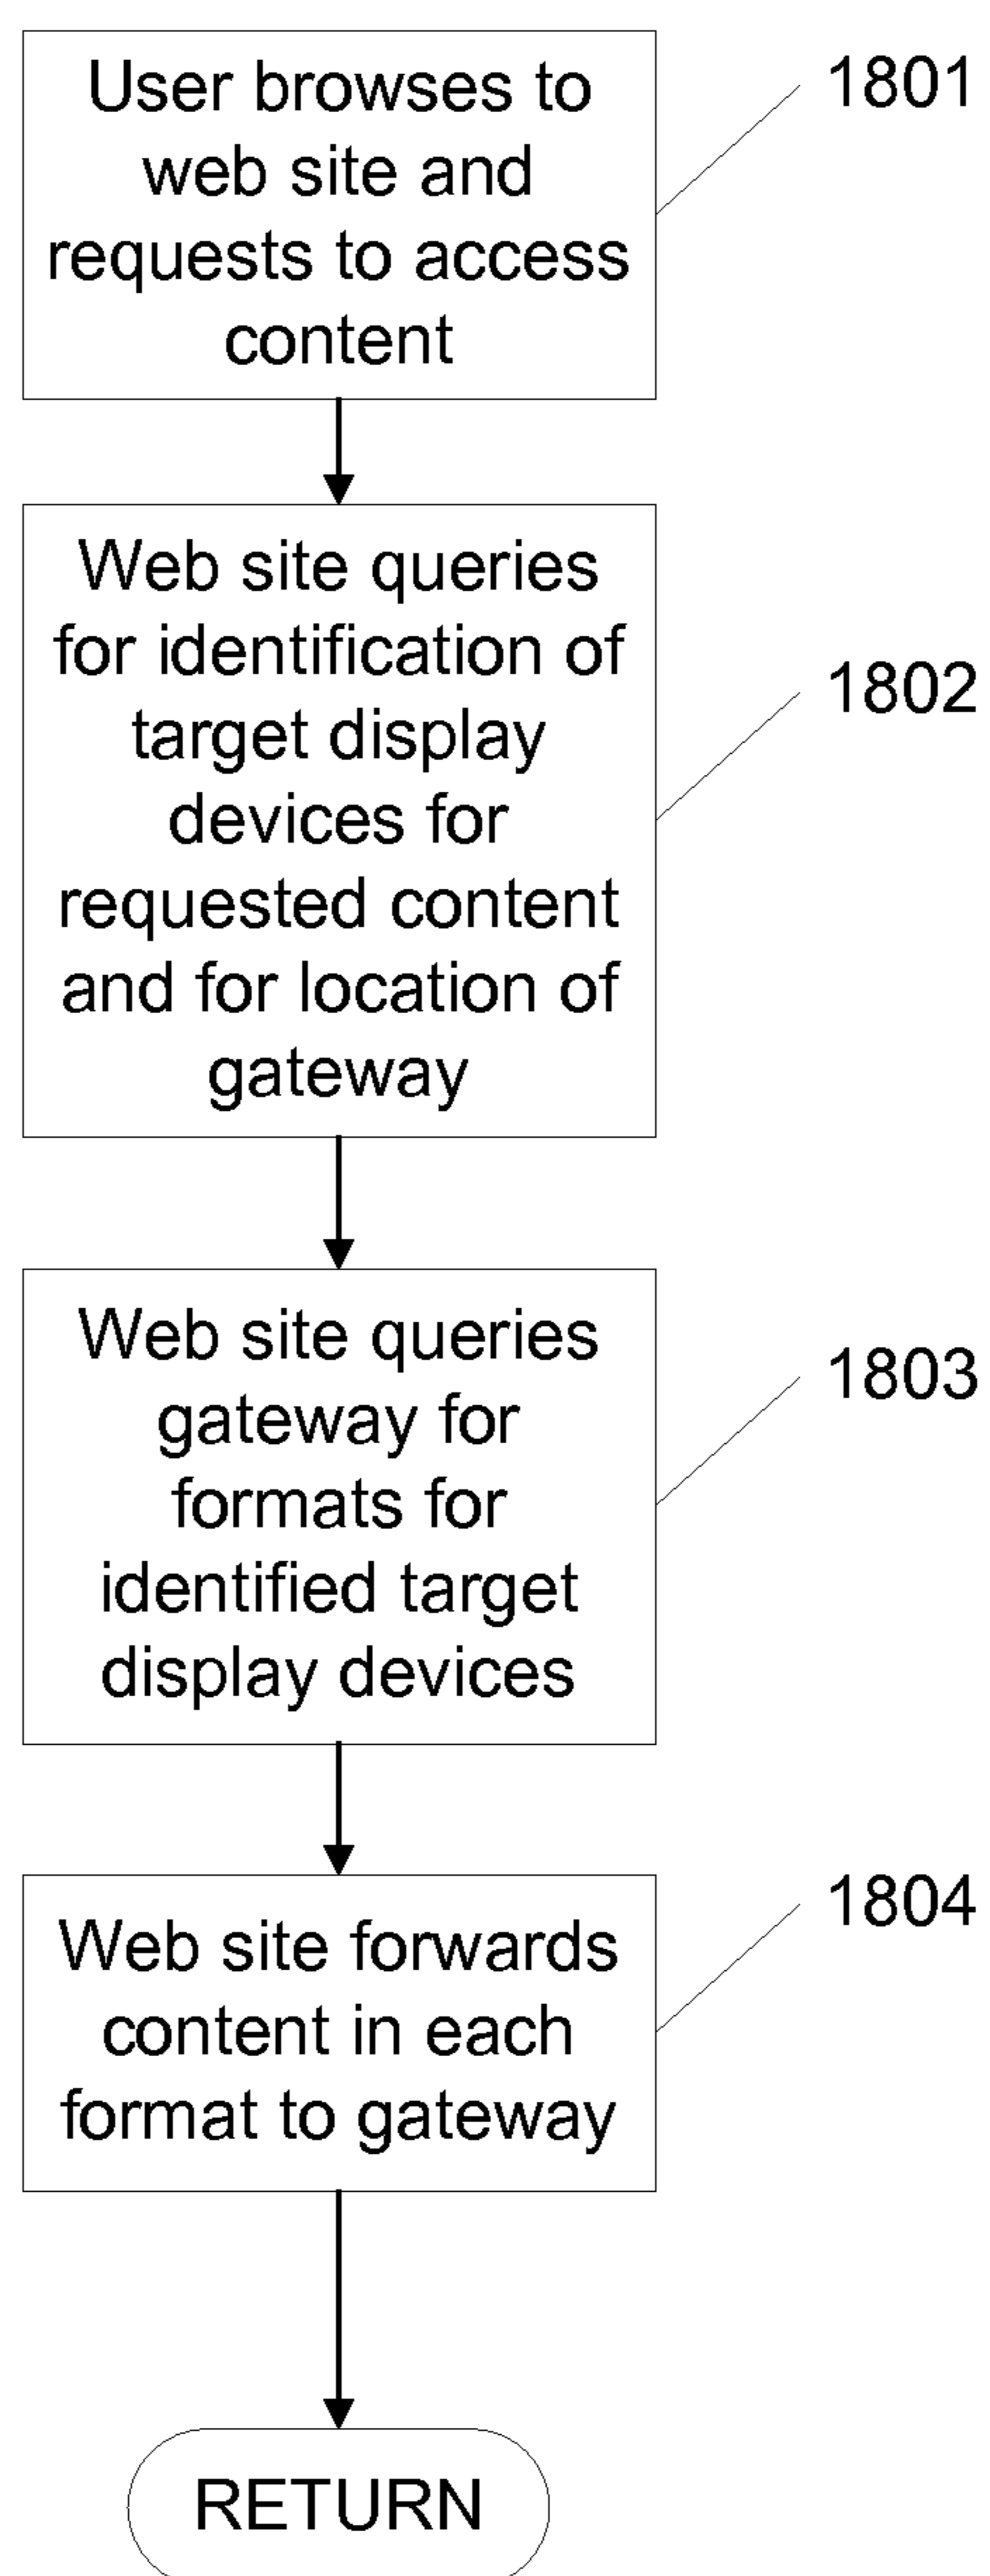 User browses to
web site and
requests to access
content
1801
Web site queries
for identification of
target display
devices for
requested content
and for location of
gateway
1802
Web site queries
gateway for
formats for
identified target
display devices
1803
Web site forwards
content in each
format to gateway
1804
RETURN